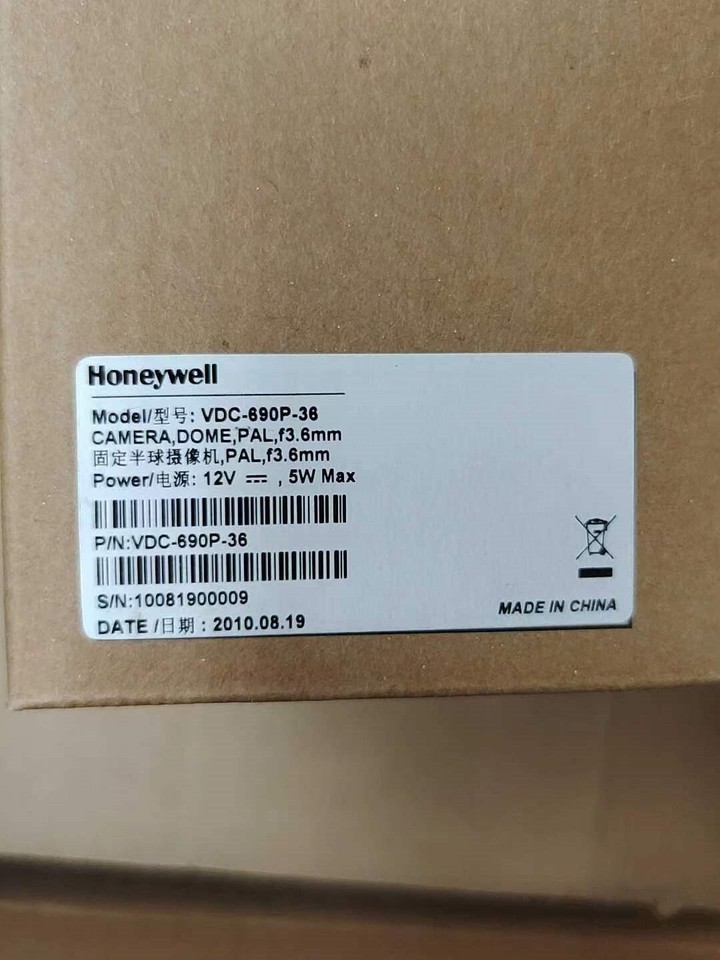 Honeywell
Model/型号: VDC-690P-36
CAMERA,DOME,PAL,f3.6mm
固定半球摄像机,PAL,f3.6mm
Power/电源: 12V ⎓ , 5W Max
P/N:VDC-690P-36
S/N:10081900009
DATE /日期 : 2010.08.19
MADE IN CHINA